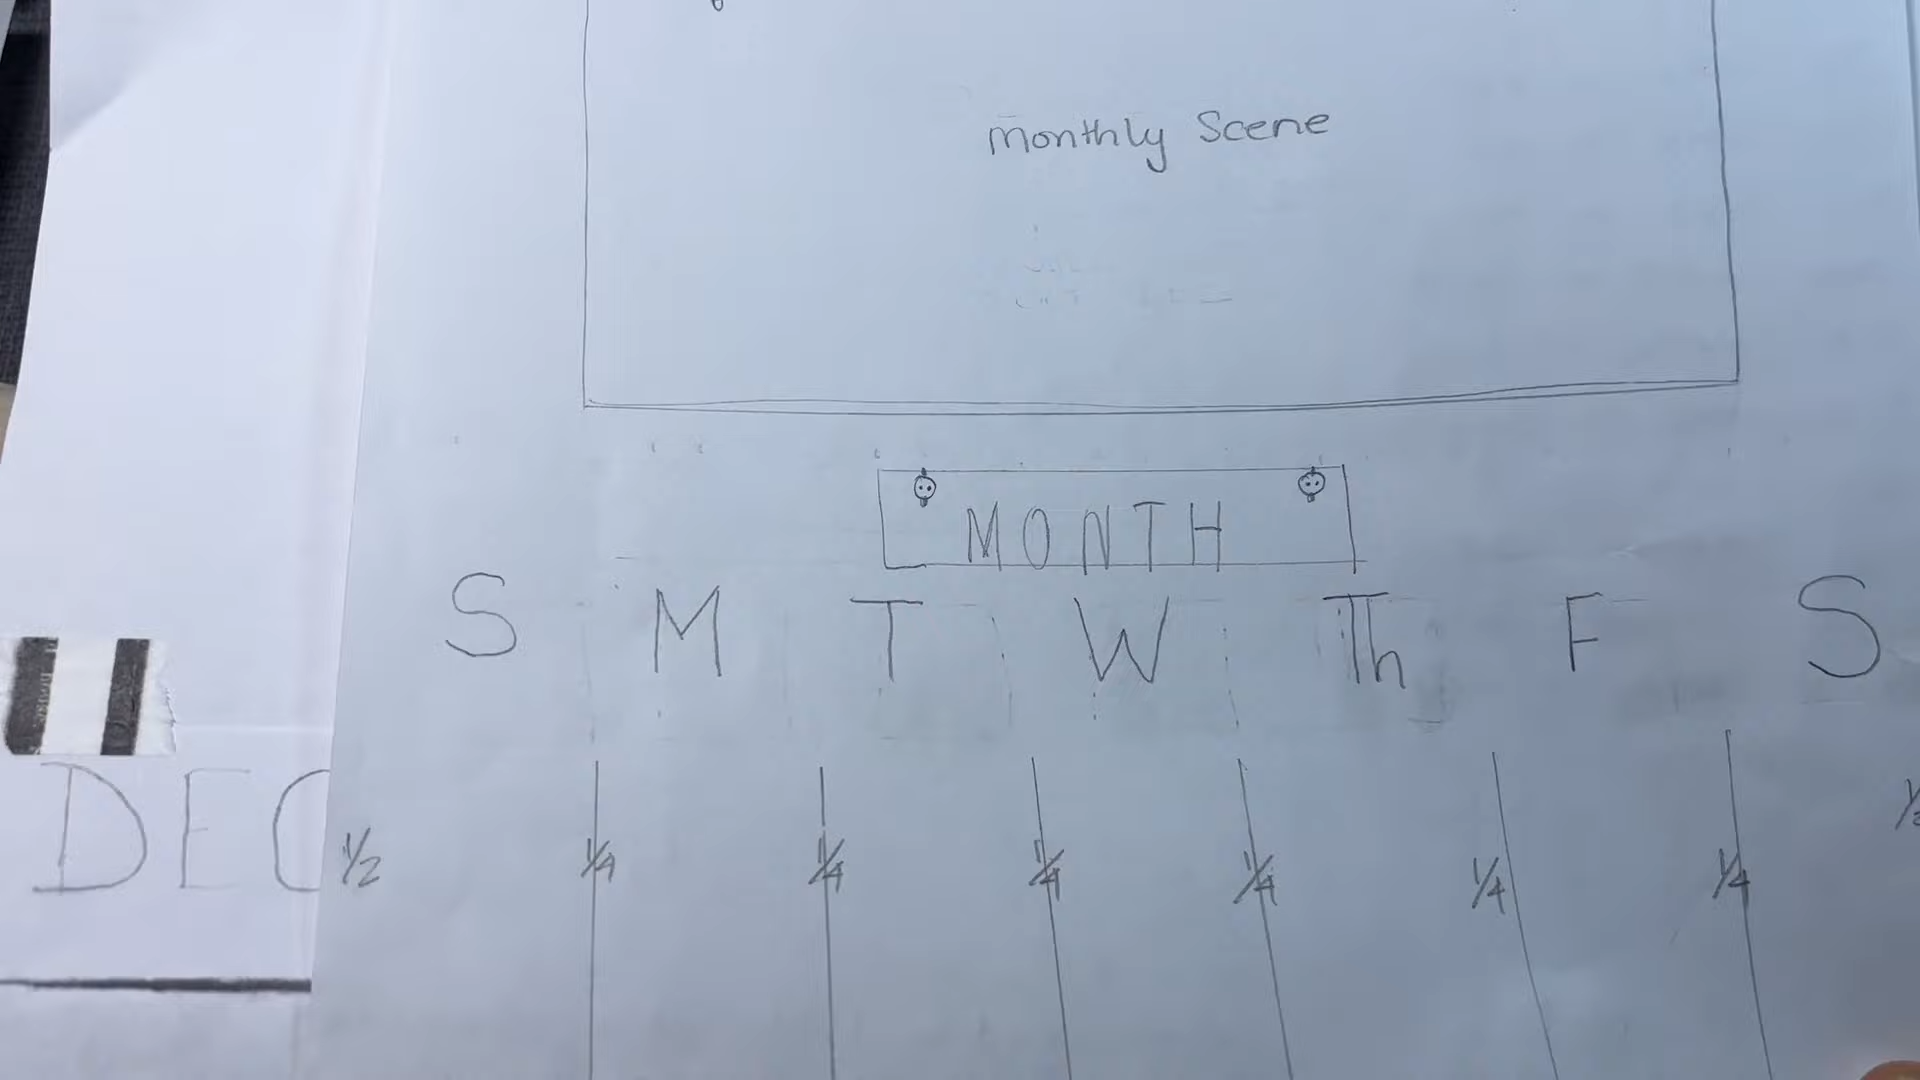 Monthly Scene
MONTH
S M T W Th F S
DEC
1/2 1/4 1/4 1/4 1/4 1/4 1/4